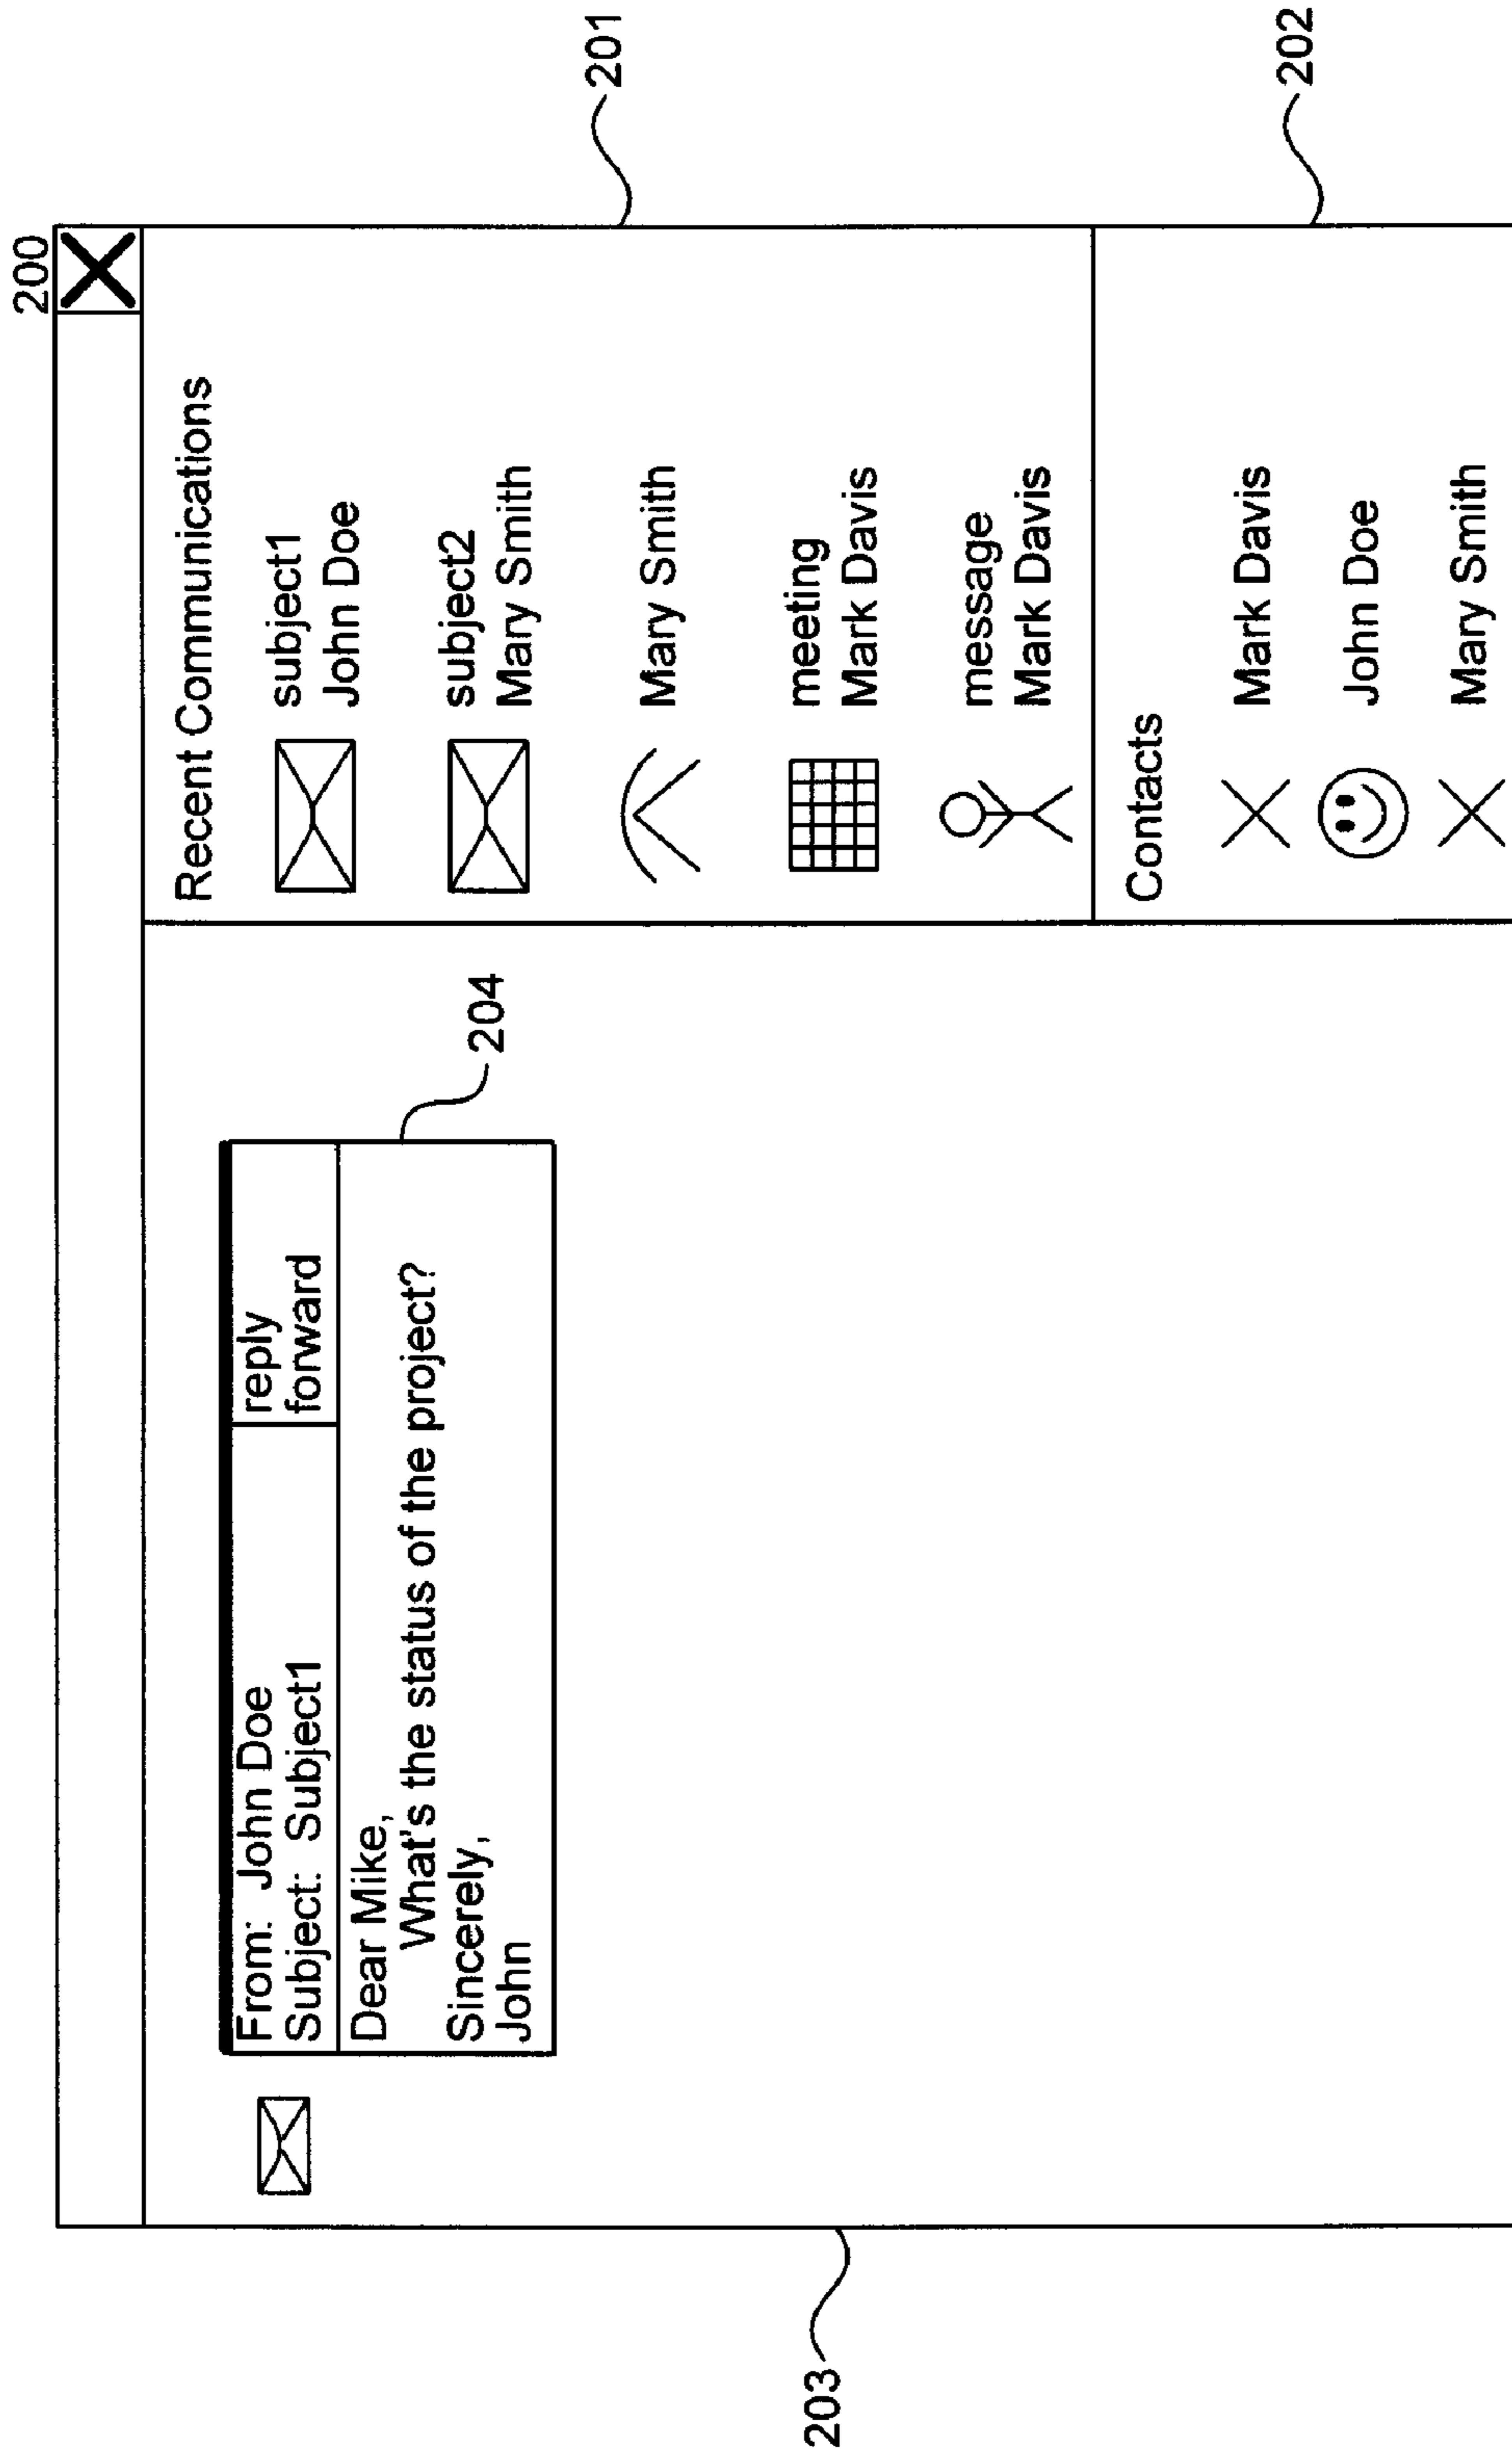 200
Recent Communications
subject1
John Doe
subject2
Mary Smith
Mary Smith
meeting
Mark Davis
message
Mark Davis
201
Contacts
Mark Davis
John Doe
Mary Smith
202
From: John Doe
Subject: Subject1
reply
forward
Dear Mike,
What's the status of the project?
Sincerely,
John
204
203